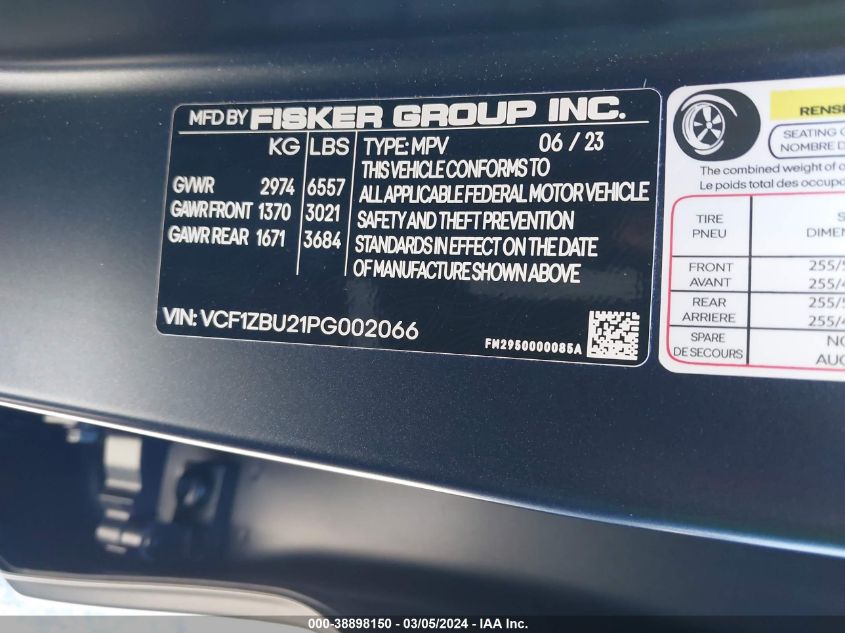 MFD BY FISKER GROUP INC.
KG LBS TYPE: MPV 06 / 23
GVWR 2974 6557
GAWR FRONT 1370 3021
GAWR REAR 1671 3684
THIS VEHICLE CONFORMS TO
ALL APPLICABLE FEDERAL MOTOR VEHICLE
SAFETY AND THEFT PREVENTION
STANDARDS IN EFFECT ON THE DATE
OF MANUFACTURE SHOWN ABOVE
VIN: VCF1ZBU21PG002066
FM2950000085A
SEATING
NOMBRE
The combined weight of
Le poids total des
TIRE
PNEU
FRONT
AVANT
REAR
ARRIERE
SPARE
DE SECOURS
000-38898150 - 03/05/2024 - IAA Inc.